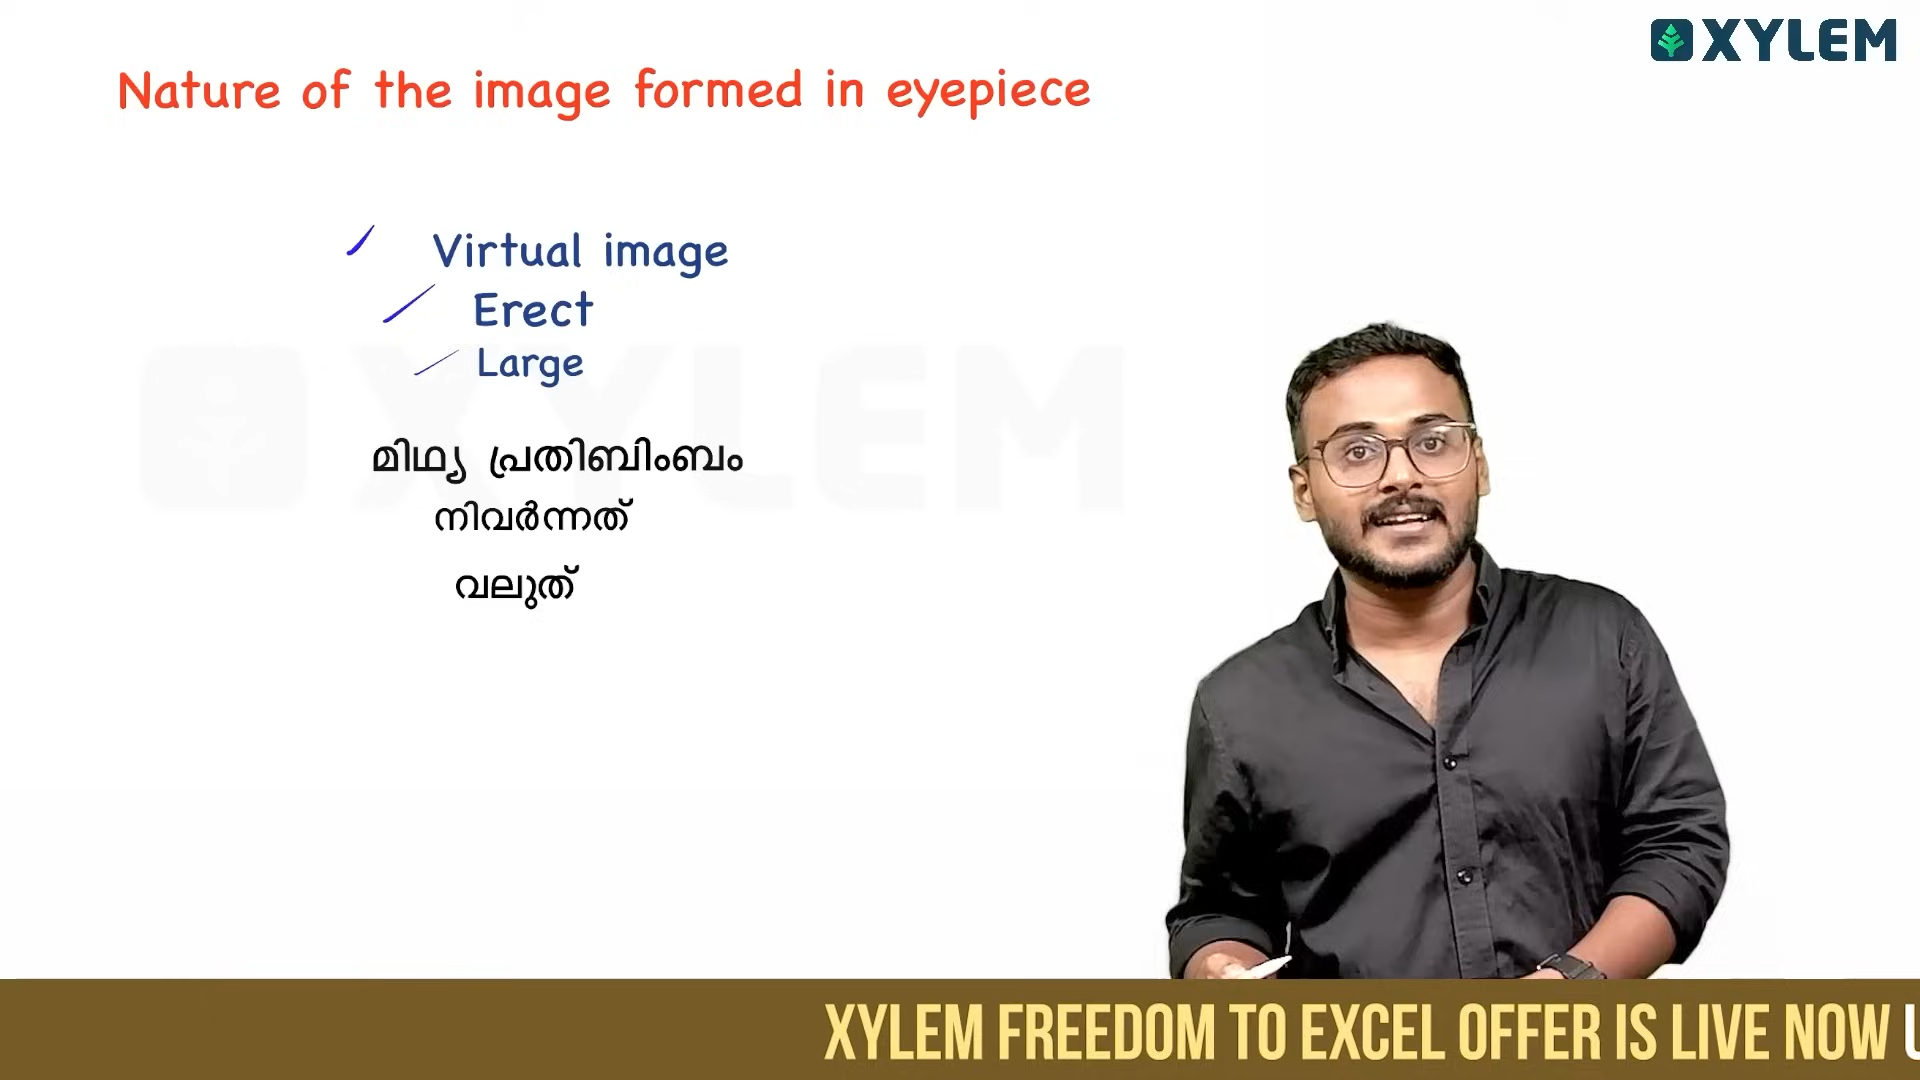 XYLEM
Nature of the image formed in eyepiece
Virtual image
Erect
Large
XYLEM
മിഥ്യ പ്രതിബിംബം
നിവർന്നത്
വലുത്
XYLEM FREEDOM TO EXCEL OFFER IS LIVE NOW